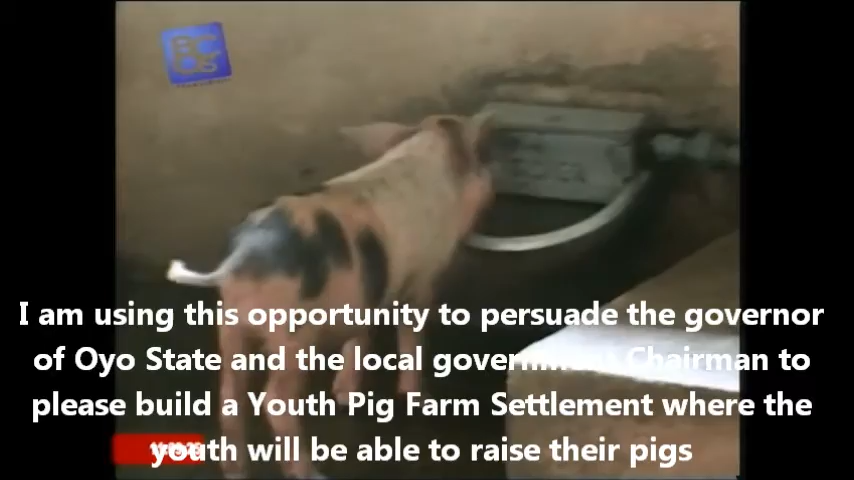 I am using this opportunity to persuade the governor
of Oyo State and the local government Chairman to
please build a Youth Pig Farm Settlement where the
youth will be able to raise their pigs